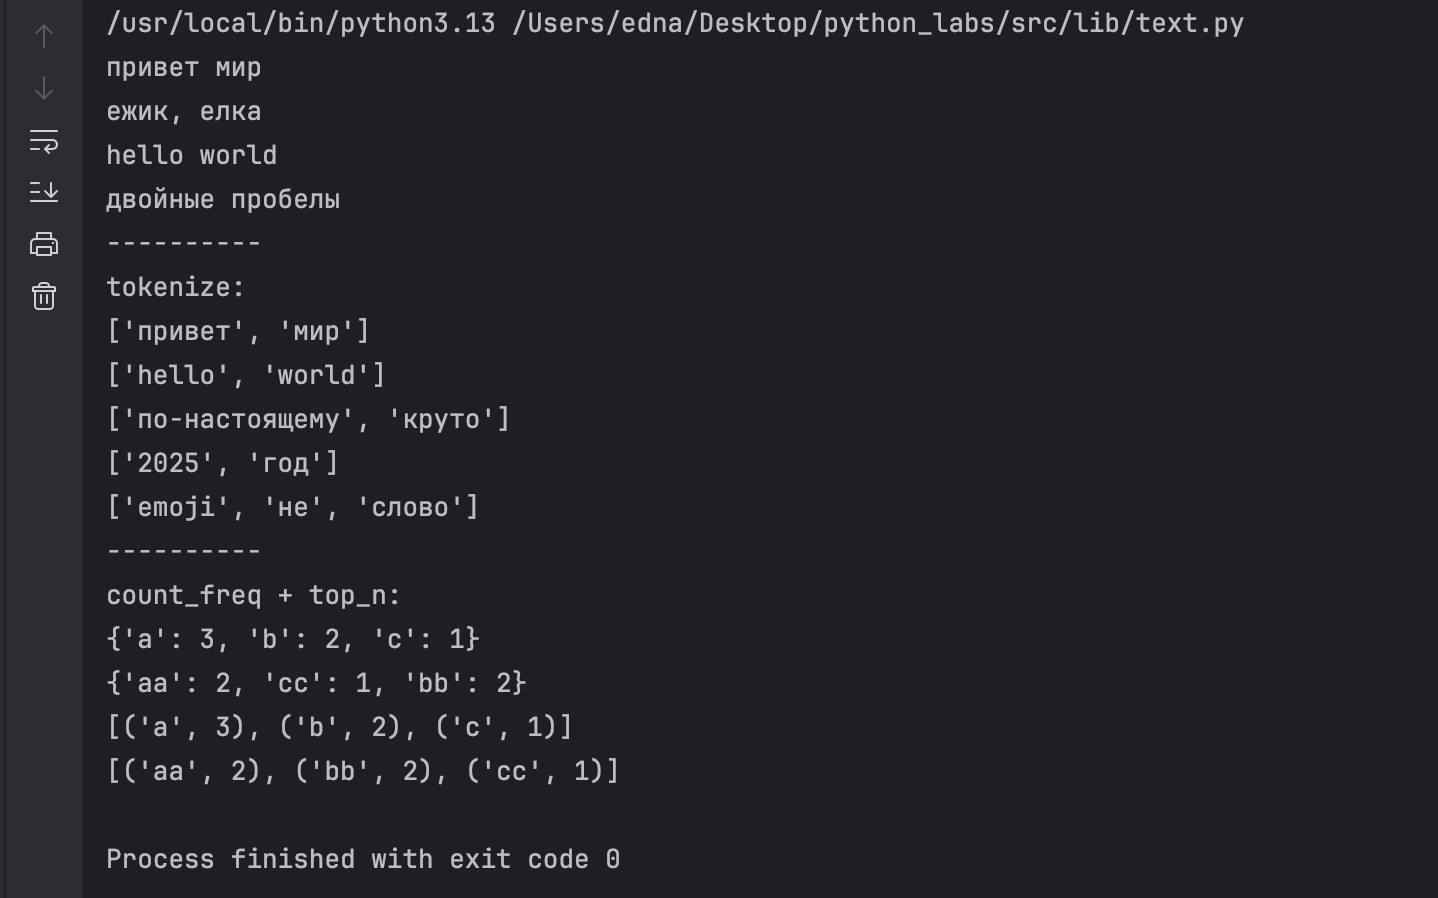 /usr/local/bin/python3.13 /Users/edna/Desktop/python_labs/src/lib/text.py
привет мир
ежик, елка
hello world
двойные пробелы
----------
tokenize:
['привет', 'мир']
['hello', 'world']
['по-настоящему', 'круто']
['2025', 'год']
['emoji', 'не', 'слово']
----------
count_freq + top_n:
{'a': 3, 'b': 2, 'c': 1}
{'aa': 2, 'cc': 1, 'bb': 2}
[('a', 3), ('b', 2), ('c', 1)]
[('aa', 2), ('bb', 2), ('cc', 1)]
Process finished with exit code 0